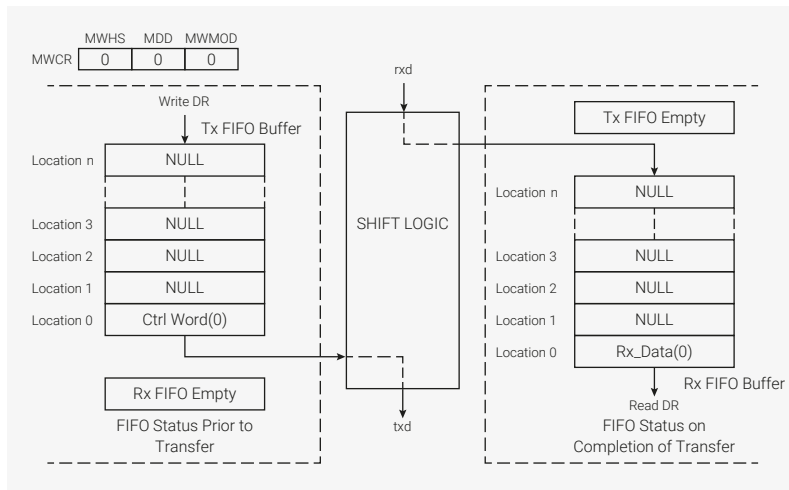 MWHS MDD MWMOD
MWCR 0 0 0
rxd
Write DR
Tx FIFO Buffer
Location n NULL
Location 3 NULL
Location 2 NULL
Location 1 NULL
Location 0 Ctrl Word(0)
Rx FIFO Empty
FIFO Status Prior to
Transfer
SHIFT LOGIC
txd
Tx FIFO Empty
Location n NULL
Location 3 NULL
Location 2 NULL
Location 1 NULL
Location 0 Rx_Data(0)
Rx FIFO Buffer
Read DR
FIFO Status on
Completion of Transfer